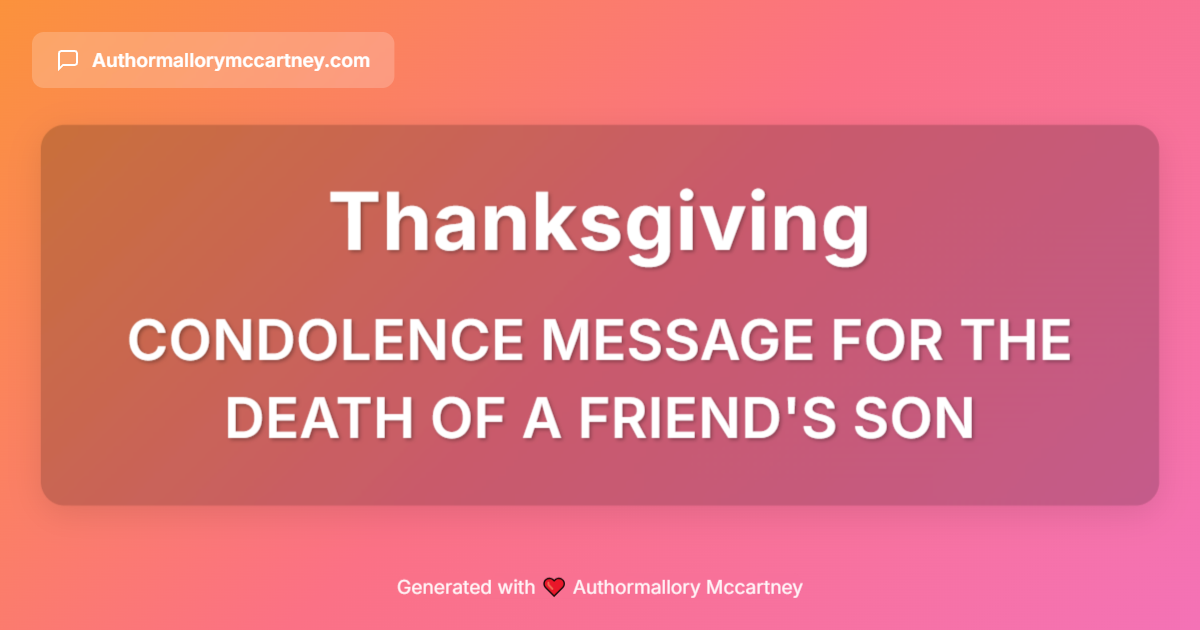 Authormallorymccartney.com
Thanksgiving
CONDOLENCE MESSAGE FOR THE
DEATH OF A FRIEND'S SON
Generated with ❤️ Authormallory Mccartney